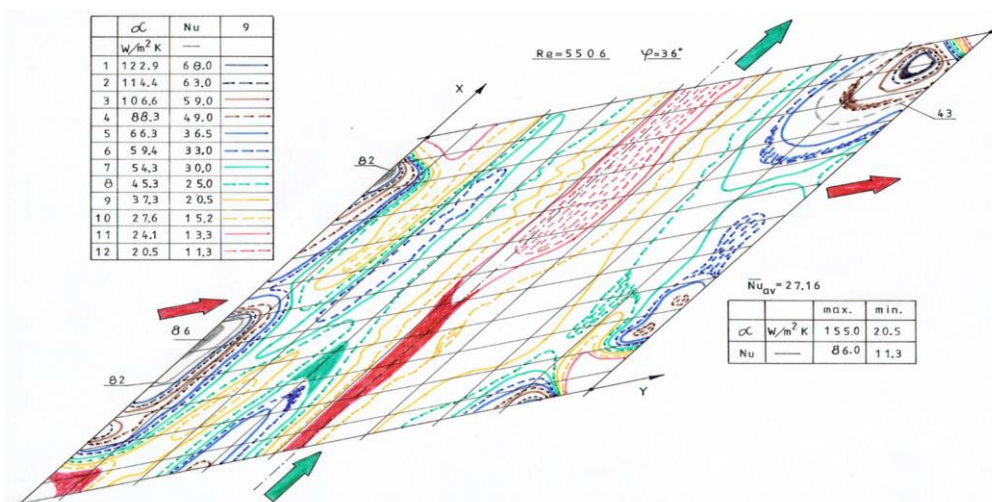 α Nu 9
W/m² K —
1 122.9 68.0
2 114.4 63.0
3 106.6 59.0
4 88.3 49.0
5 66.3 36.5
6 59.4 33.0
7 54.3 30.0
8 45.3 25.0
9 37.3 20.5
10 27.6 15.2
11 24.1 13.3
12 20.5 11.3
Re=5506 φ=36°
X
43
82
86
82
Y
N̅u̅av=27.16
max. min.
α W/m² K 155.0 20.5
Nu — 86.0 11.3